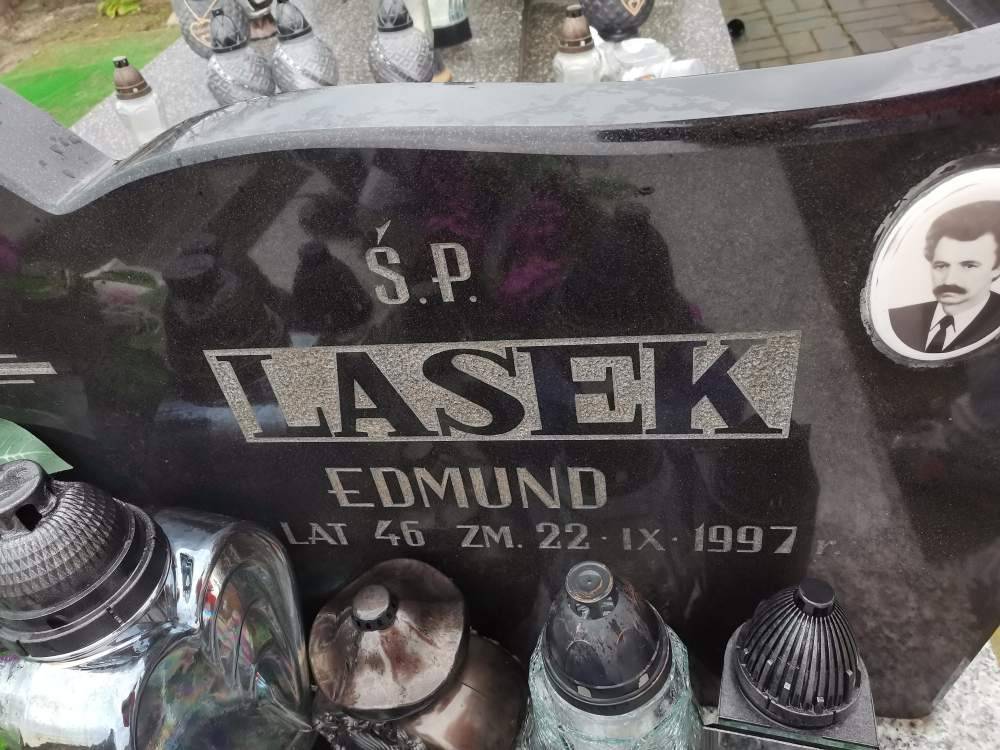 Ś.P.
LASEK
EDMUND
LAT 46 ZM. 22·IX·1997 r.